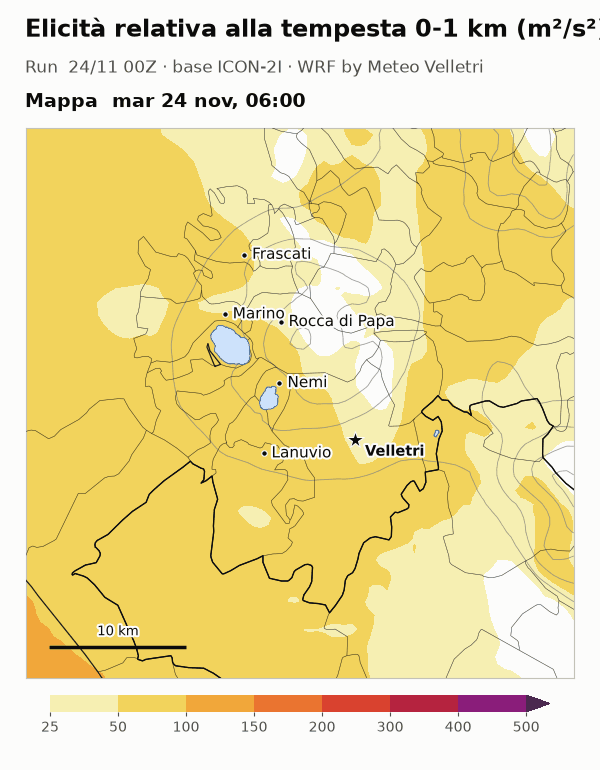 Elicità relativa alla tempesta 0-1 km (m²/s²)
Run 24/11 00Z · base ICON-2I · WRF by Meteo Velletri
Mappa mar 24 nov, 06:00
Frascati
Marino
Rocca di Papa
Nemi
Velletri
Lanuvio
10 km
25 50 100 150 200 300 400 500